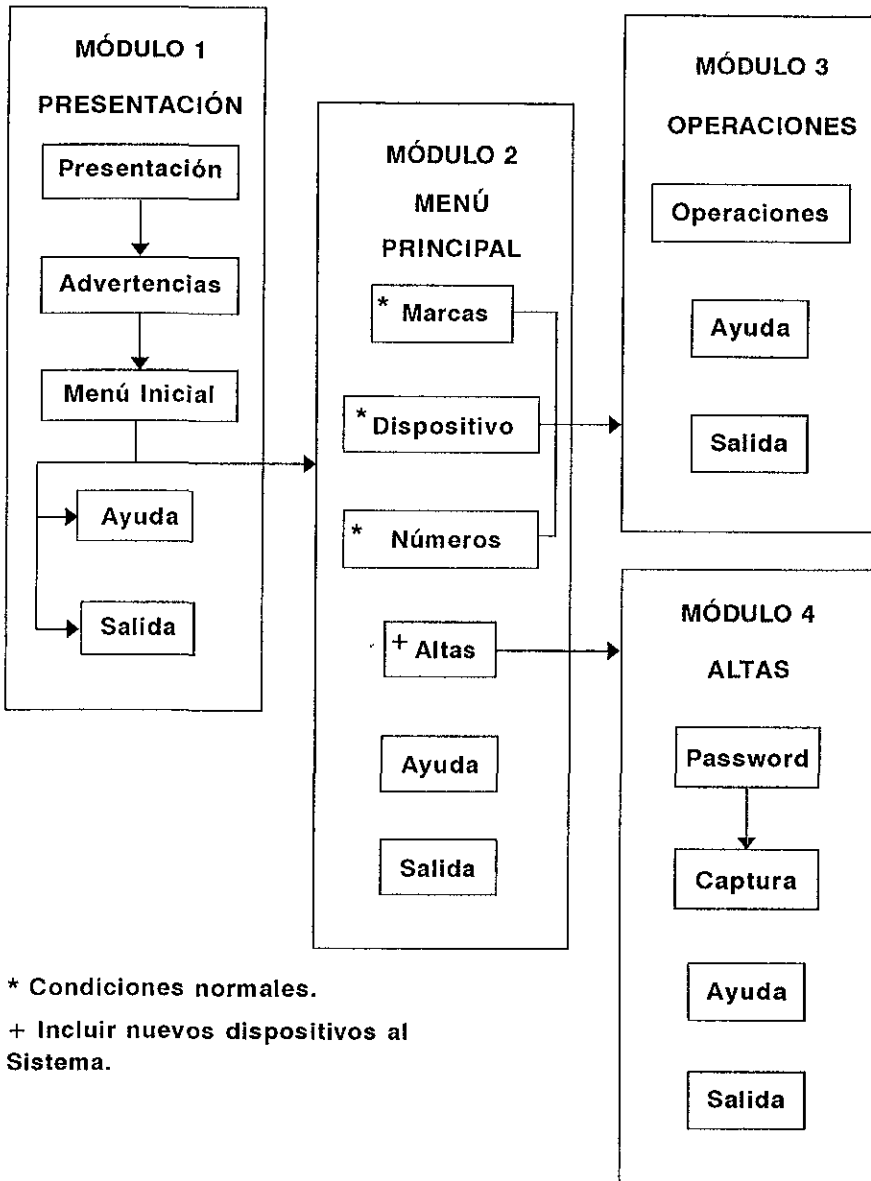 MÓDULO 1
PRESENTACIÓN
Presentación
Advertencias
Menú Inicial
Ayuda
Salida
MÓDULO 2
MENÚ
PRINCIPAL
* Marcas
* Dispositivo
* Números
+ Altas
Ayuda
Salida
MÓDULO 3
OPERACIONES
Operaciones
Ayuda
Salida
MÓDULO 4
ALTAS
Password
Captura
Ayuda
Salida
* Condiciones normales.
+ Incluir nuevos dispositivos al
Sistema.